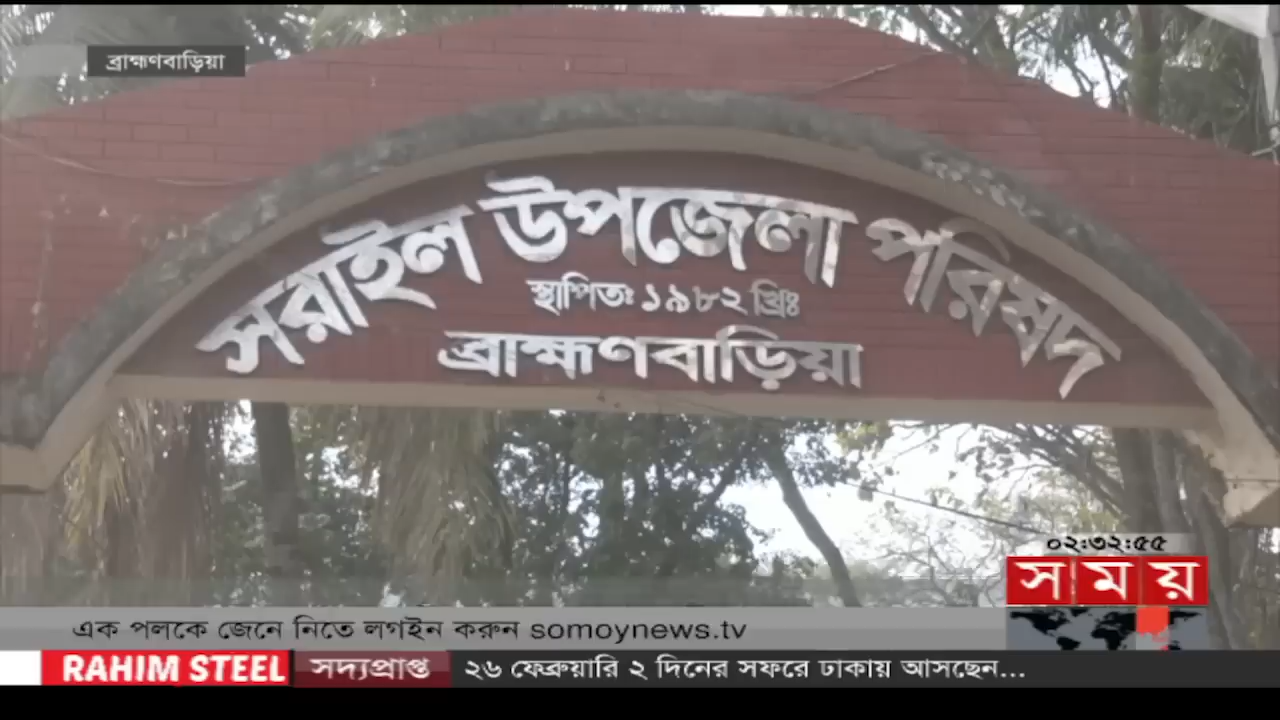 ব্রাহ্মণবাড়িয়া
সরাইল উপজেলা পরিষদ
স্থাপিতঃ ১৯৮২ খ্রিঃ
ব্রাহ্মণবাড়িয়া
০২:৩২:৫৫
সময়
এক পলকে জেনে নিতে লগইন করুন somoynews.tv
RAHIM STEEL সদ্যপ্রাপ্ত ২৬ ফেব্রুয়ারি ২ দিনের সফরে ঢাকায় আসছেন...